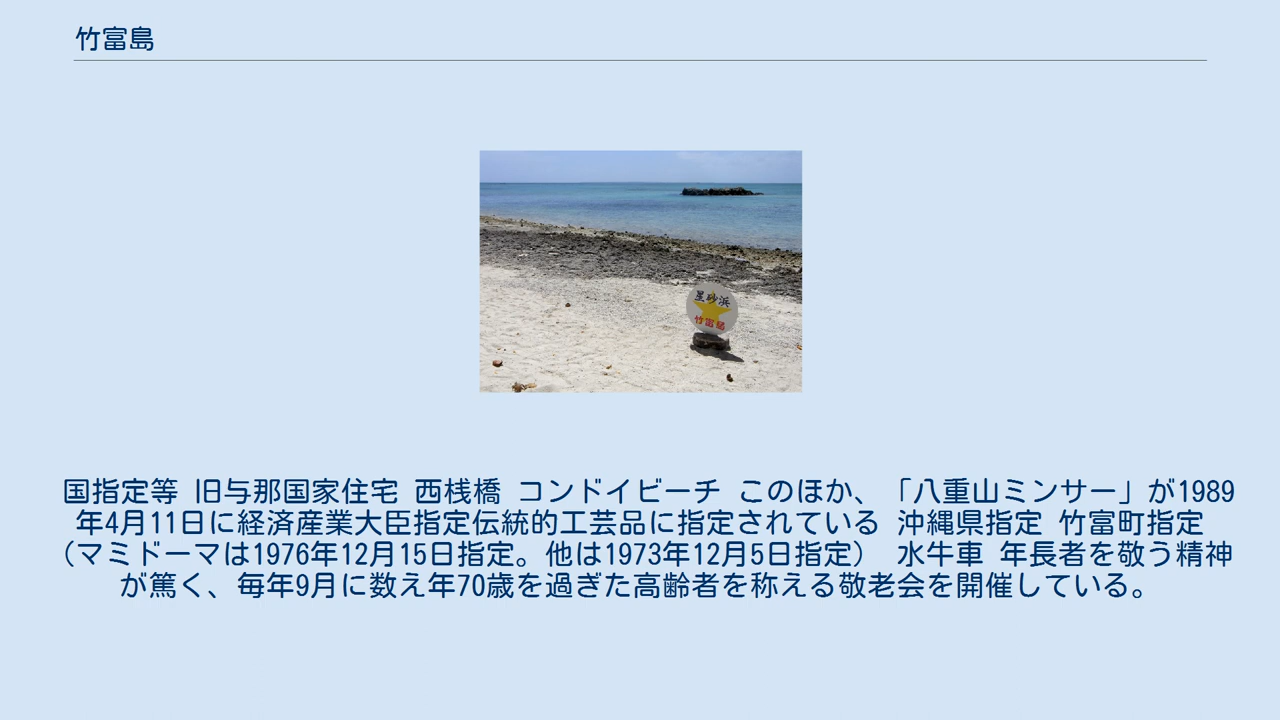 竹富島
星砂浜
竹富島
国指定等 旧与那国家住宅 西桟橋 コンドイビーチ このほか、「八重山ミンサー」が1989
年4月11日に経済産業大臣指定伝統的工芸品に指定されている 沖縄県指定 竹富町指定
（マミドーマは1976年12月15日指定。他は1973年12月5日指定） 水牛車 年長者を敬う精神
が篤く、毎年9月に数え年70歳を過ぎた高齢者を称える敬老会を開催している。